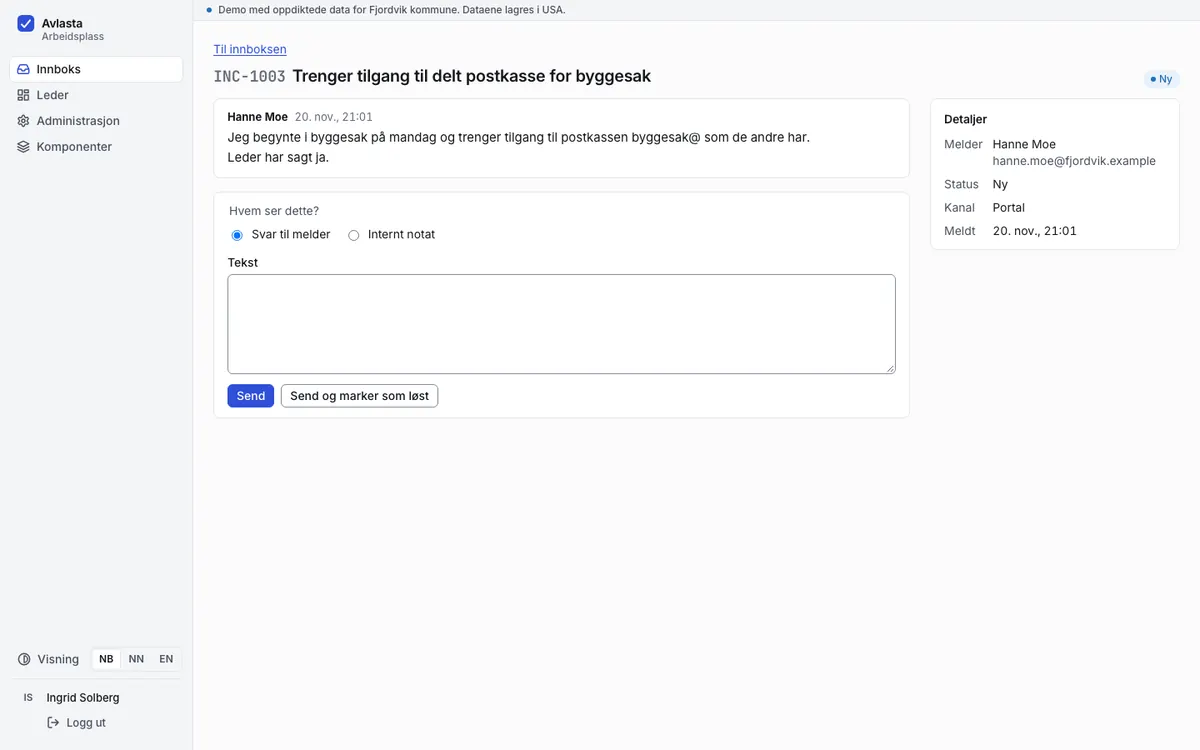 Avlasta
Arbeidsplass
Innboks
Leder
Administrasjon
Komponenter
Visning
NB NN EN
IS Ingrid Solberg
Logg ut
Demo med oppdiktede data for Fjordvik kommune. Dataene lagres i USA.
Til innboksen
INC-1003 Trenger tilgang til delt postkasse for byggesak
Ny
Hanne Moe 20. nov., 21:01
Jeg begynte i byggesak på mandag og trenger tilgang til postkassen byggesak@ som de andre har.
Leder har sagt ja.
Hvem ser dette?
Svar til melder Internt notat
Tekst
Send Send og marker som løst
Detaljer
Melder Hanne Moe
hanne.moe@fjordvik.example
Status Ny
Kanal Portal
Meldt 20. nov., 21:01